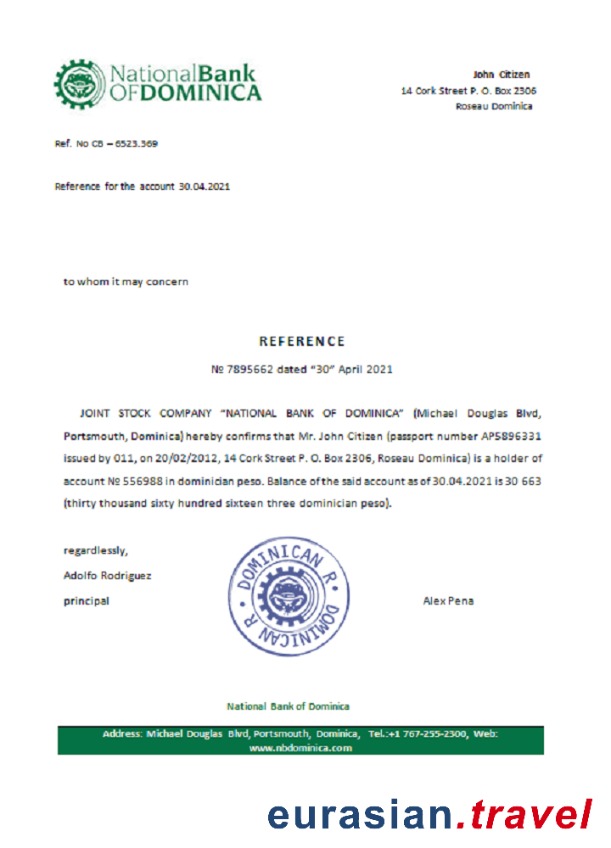 NationalBank
OF DOMINICA
John Citizen
14 Cork Street P. O. Box 2306
Roseau Dominica
Ref. No CB – 6523.369
Reference for the account 30.04.2021
to whom it may concern
REFERENCE
№ 7895662 dated “30” April 2021
JOINT STOCK COMPANY “NATIONAL BANK OF DOMINICA” (Michael Douglas Blvd,
Portsmouth, Dominica) hereby confirms that Mr. John Citizen (passport number AP5896331
issued by 011, on 20/02/2012, 14 Cork Street P. O. Box 2306, Roseau Dominica) is a holder of
account № 556988 in dominician peso. Balance of the said account as of 30.04.2021 is 30 663
(thirty thousand sixty hundred sixteen three dominician peso).
regardlessly,
Adolfo Rodriguez
principal
DOMINICAN R • DOMINICAN R •
Alex Pena
National Bank of Dominica
Address: Michael Douglas Blvd, Portsmouth, Dominica, Tel.:+1 767-255-2300, Web:
www.nbdominica.com
eurasian.travel